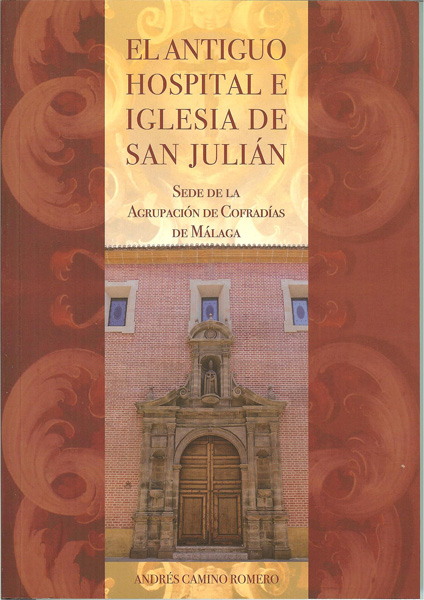 EL ANTIGUO
HOSPITAL E
IGLESIA DE
SAN JULIÁN
SEDE DE LA
AGRUPACIÓN DE COFRADÍAS
DE MÁLAGA
ANDRÉS CAMINO ROMERO